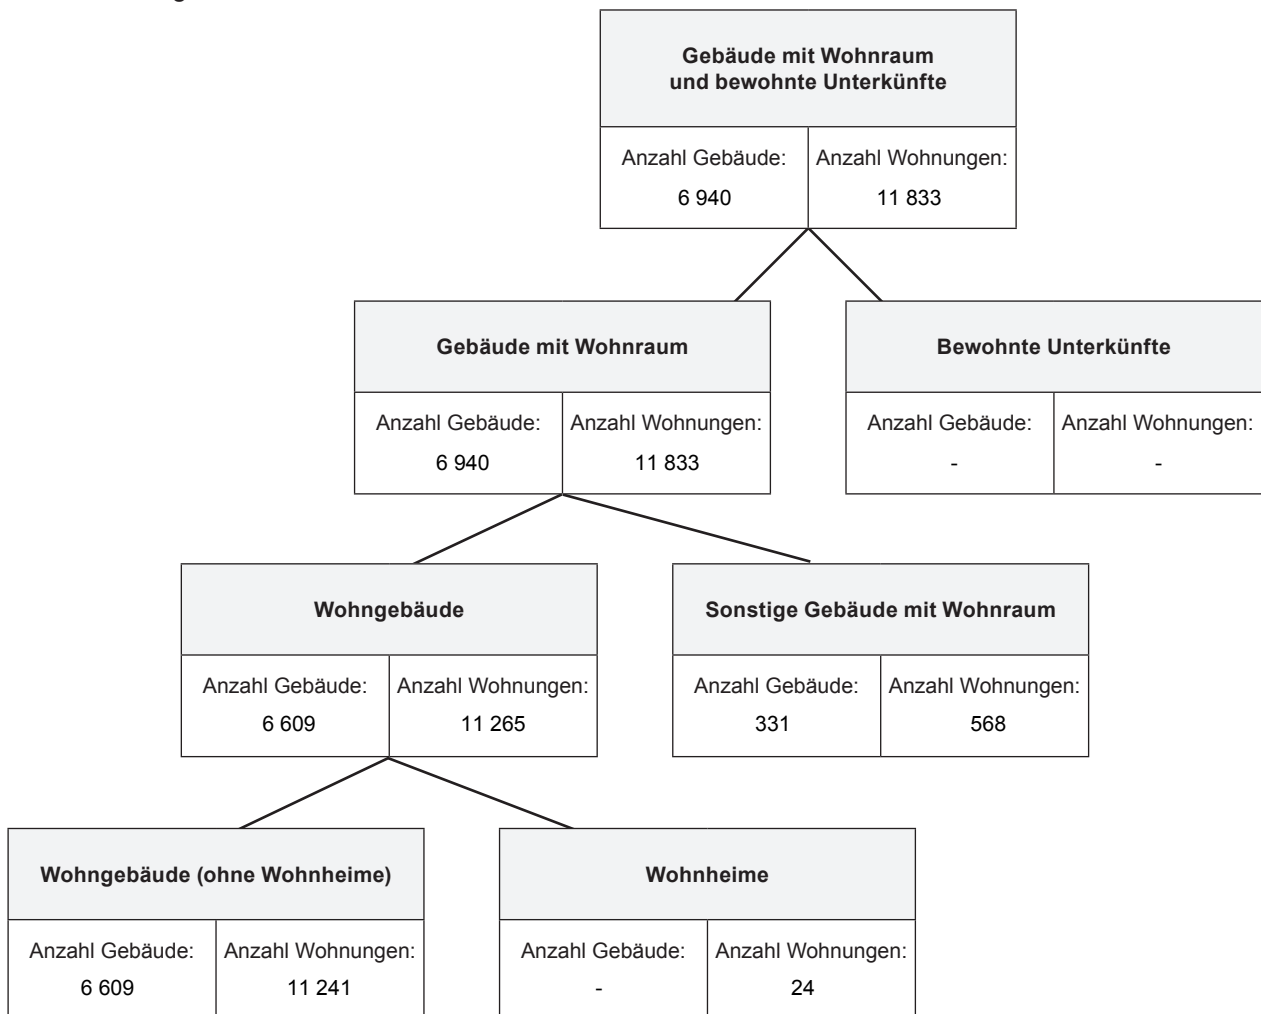 Gebäude mit Wohnraum
und bewohnte Unterkünfte
Anzahl Gebäude: Anzahl Wohnungen:
6 940 11 833
Gebäude mit Wohnraum Bewohnte Unterkünfte
Anzahl Gebäude: Anzahl Wohnungen: Anzahl Gebäude: Anzahl Wohnungen:
6 940 11 833 - -
Wohngebäude Sonstige Gebäude mit Wohnraum
Anzahl Gebäude: Anzahl Wohnungen: Anzahl Gebäude: Anzahl Wohnungen:
6 609 11 265 331 568
Wohngebäude (ohne Wohnheime) Wohnheime
Anzahl Gebäude: Anzahl Wohnungen: Anzahl Gebäude: Anzahl Wohnungen:
6 609 11 241 - 24